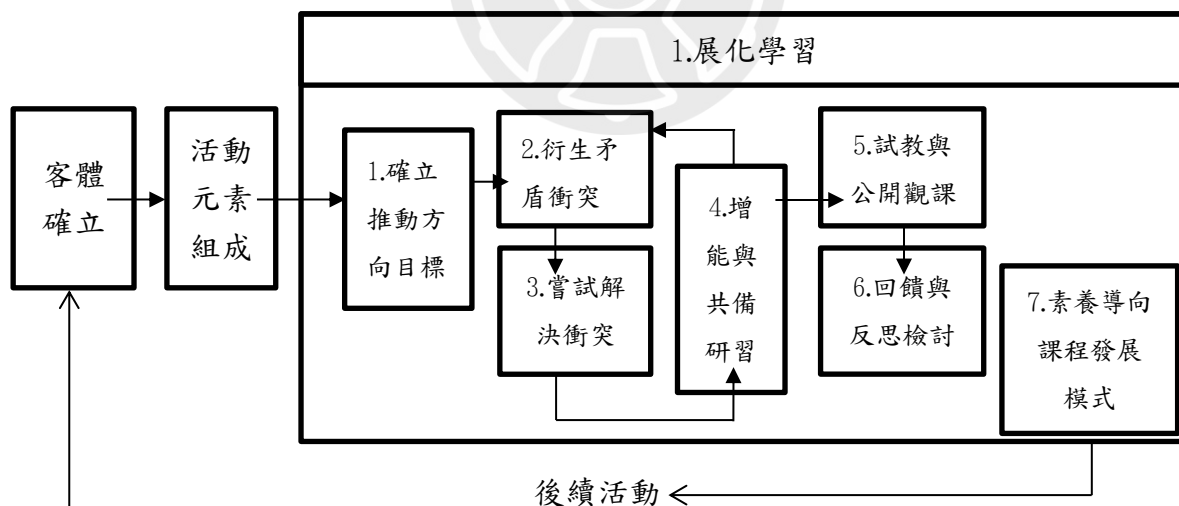 1.展化學習
客體
確立
活動
元素
組成
1.確立
推動方
向目標
2.衍生矛
盾衝突
3.嘗試解
決衝突
4.增
能與
共備
研習
5.試教與
公開觀課
6.回饋與
反思檢討
7.素養導向
課程發展
模式
後續活動